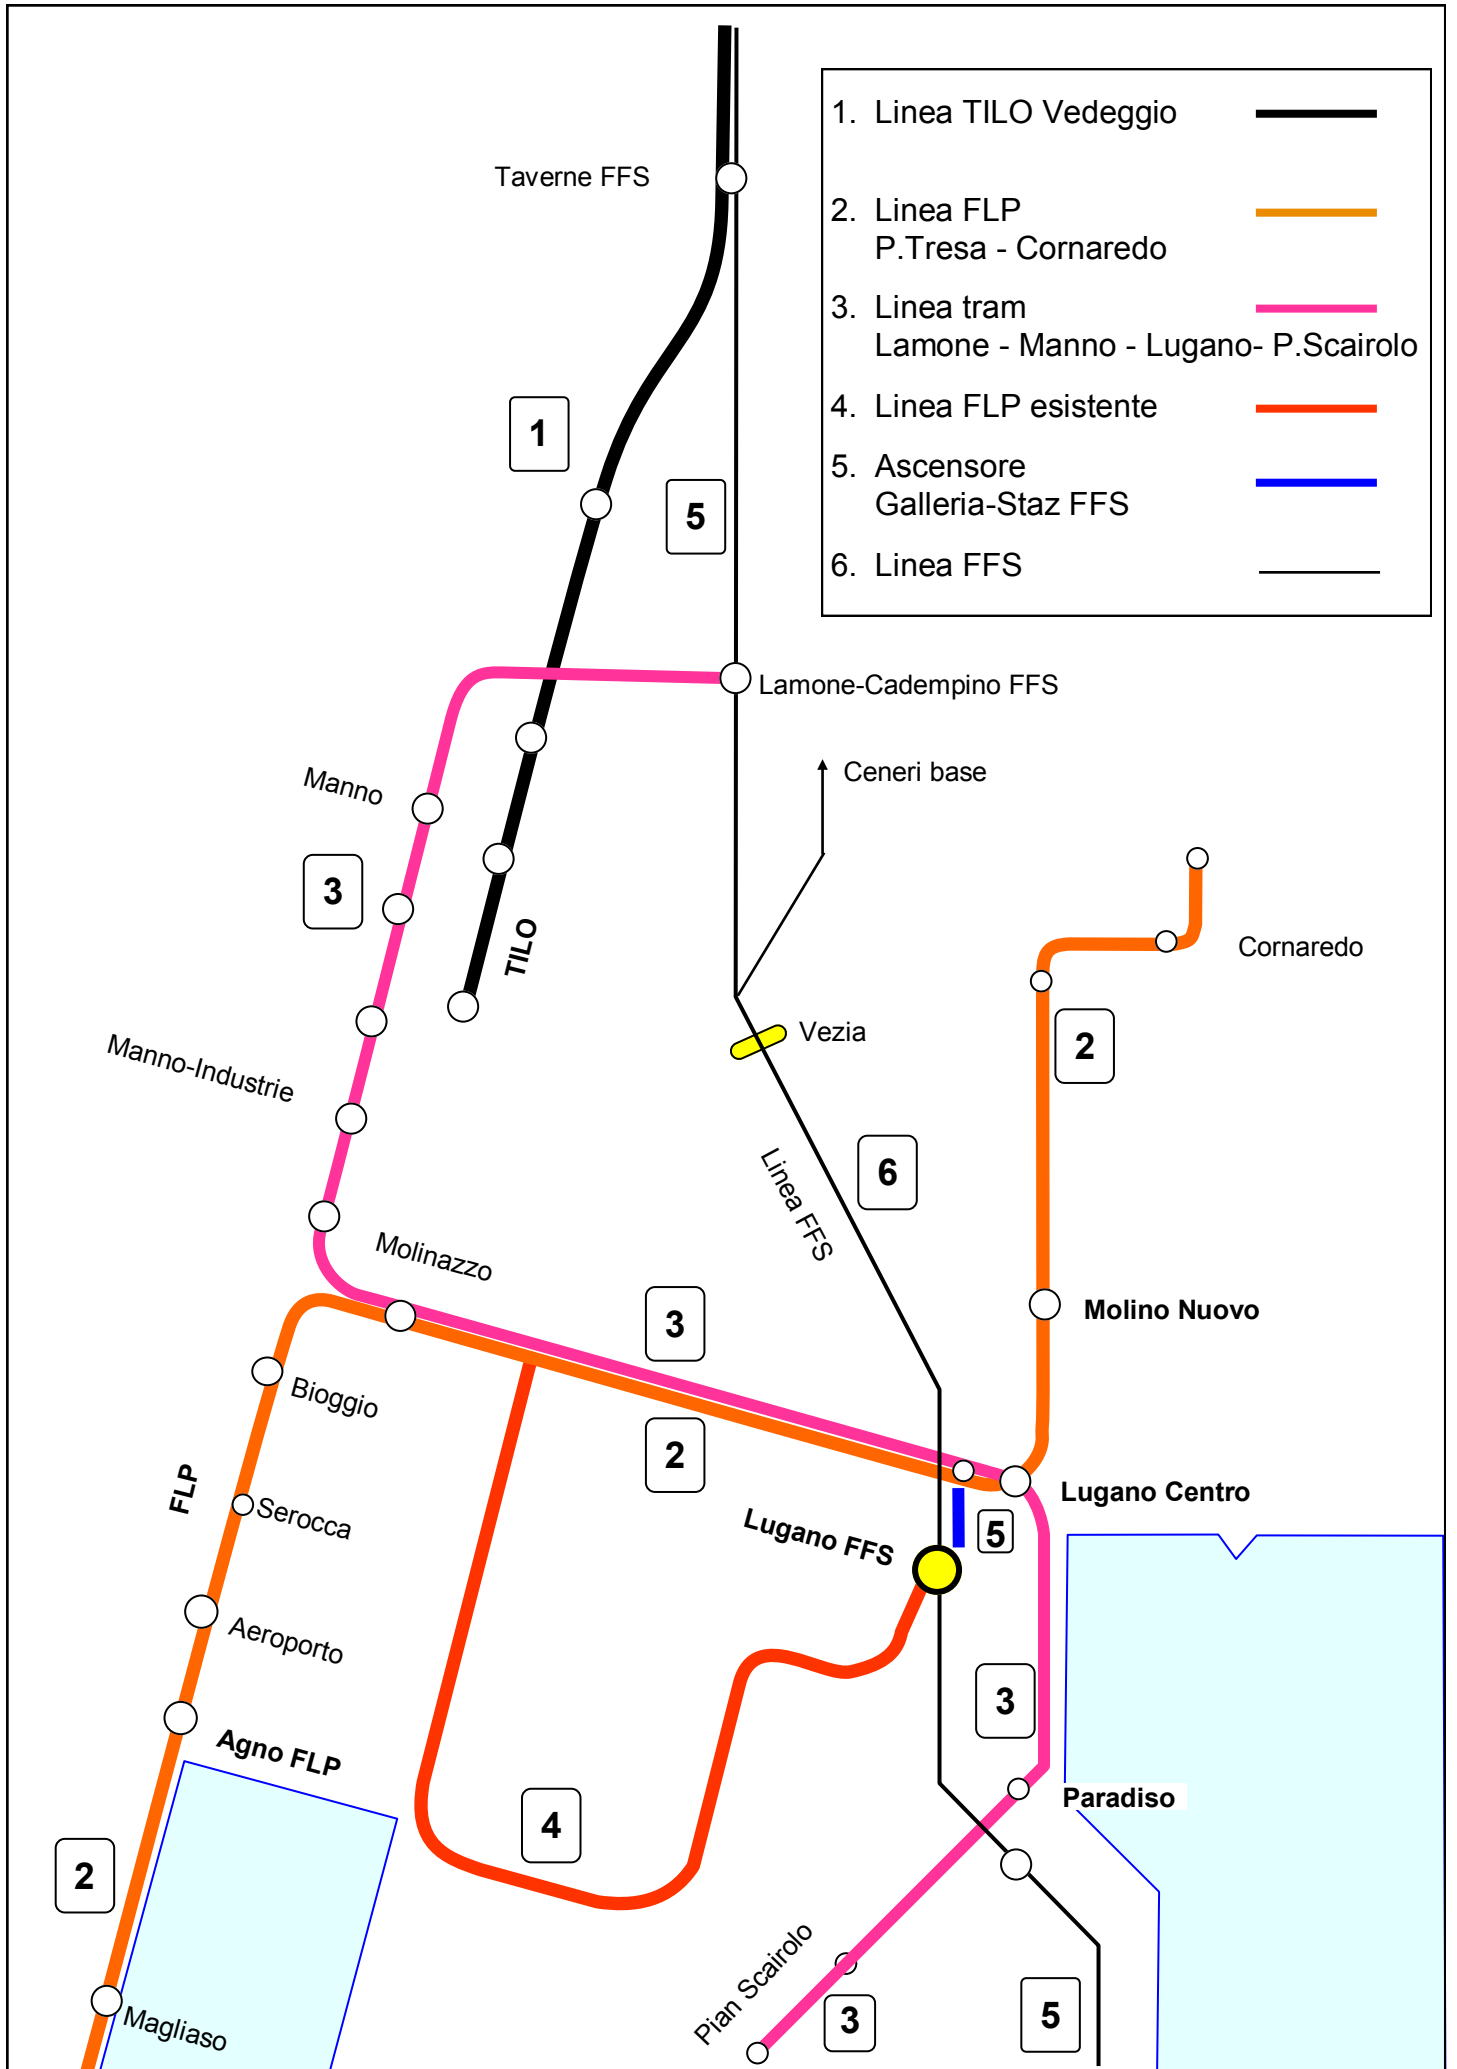 1. Linea TILO Vedeggio
2. Linea FLP
P.Tresa - Cornaredo
3. Linea tram
Lamone - Manno - Lugano- P.Scairolo
4. Linea FLP esistente
5. Ascensore
Galleria-Staz FFS
6. Linea FFS
Taverne FFS
1
5
Lamone-Cadempino FFS
Ceneri base
Manno
3
TILO
Cornaredo
Vezia
2
Manno-Industrie
Linea FFS
6
Molinazzo
3
Molino Nuovo
Bioggio
2
FLP
Serocca
Lugano FFS
5
Lugano Centro
Aeroporto
3
Agno FLP
Paradiso
4
2
Pian Scairolo
3
5
Magliaso